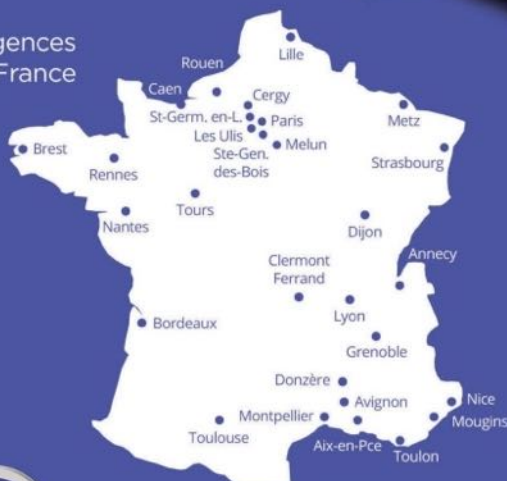 gences
France
Lille
Rouen
Caen
Cergy
St-Germ. en-L.
Paris
Les Ulis
Melun
Ste-Gen.
des-Bois
Metz
Strasbourg
Brest
Rennes
Tours
Nantes
Dijon
Annecy
Clermont
Ferrand
Lyon
Bordeaux
Grenoble
Donzère
Avignon
Nice
Montpellier
Mougins
Toulouse
Aix-en-Pce
Toulon